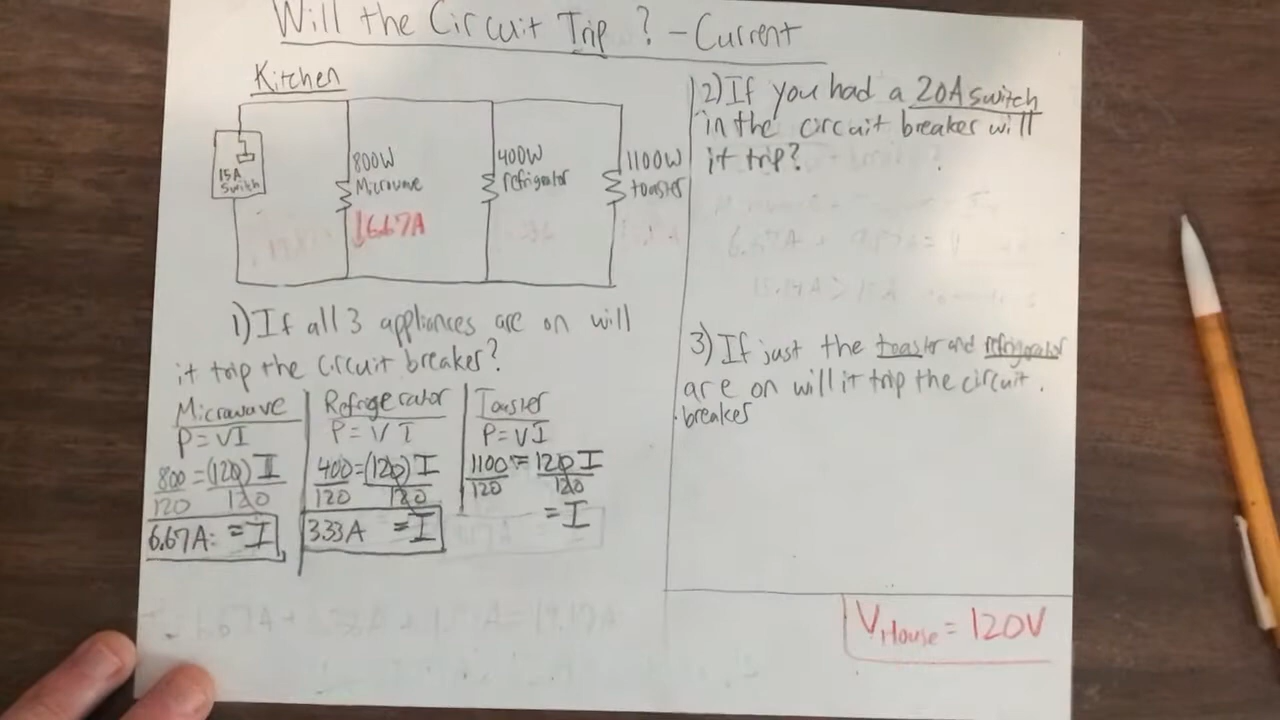 Will the Circuit Trip? - Current
Kitchen
15A
Switch
800W
Microwave
16.67A
400W
refrigerator
1100W
toaster
1) If all 3 appliances are on will
it trip the circuit breaker?
Microwave
P = VI
800 = (120) I
120 120
6.67A = I
Refrigerator
P = VI
400 = (120) I
120 120
3.33A = I
Toaster
P = VI
1100 = 120 I
120 120
= I
2) If you had a 20A switch
in the circuit breaker will
it trip?
3) If just the toaster and refrigerator
are on will it trip the circuit
breaker
VHouse = 120V